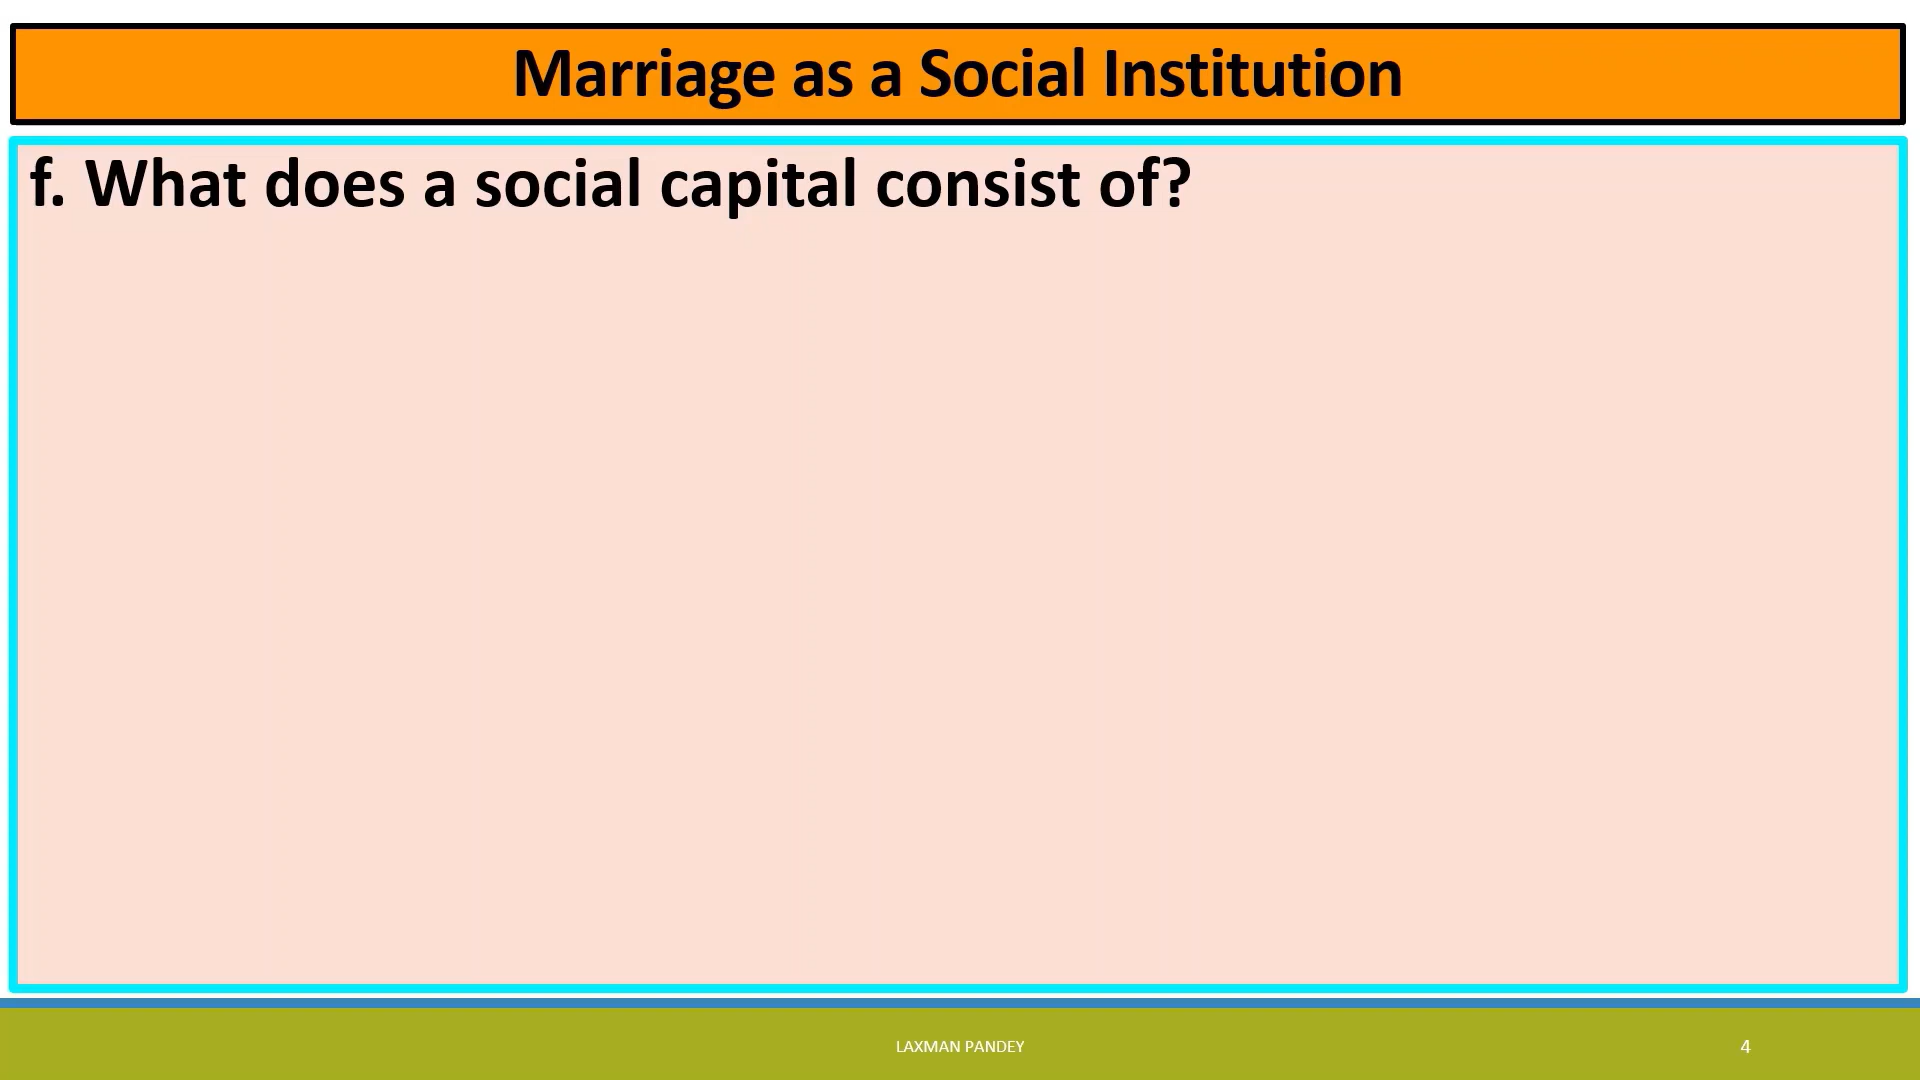 Marriage as a Social Institution
f. What does a social capital consist of?
LAXMAN PANDEY
4